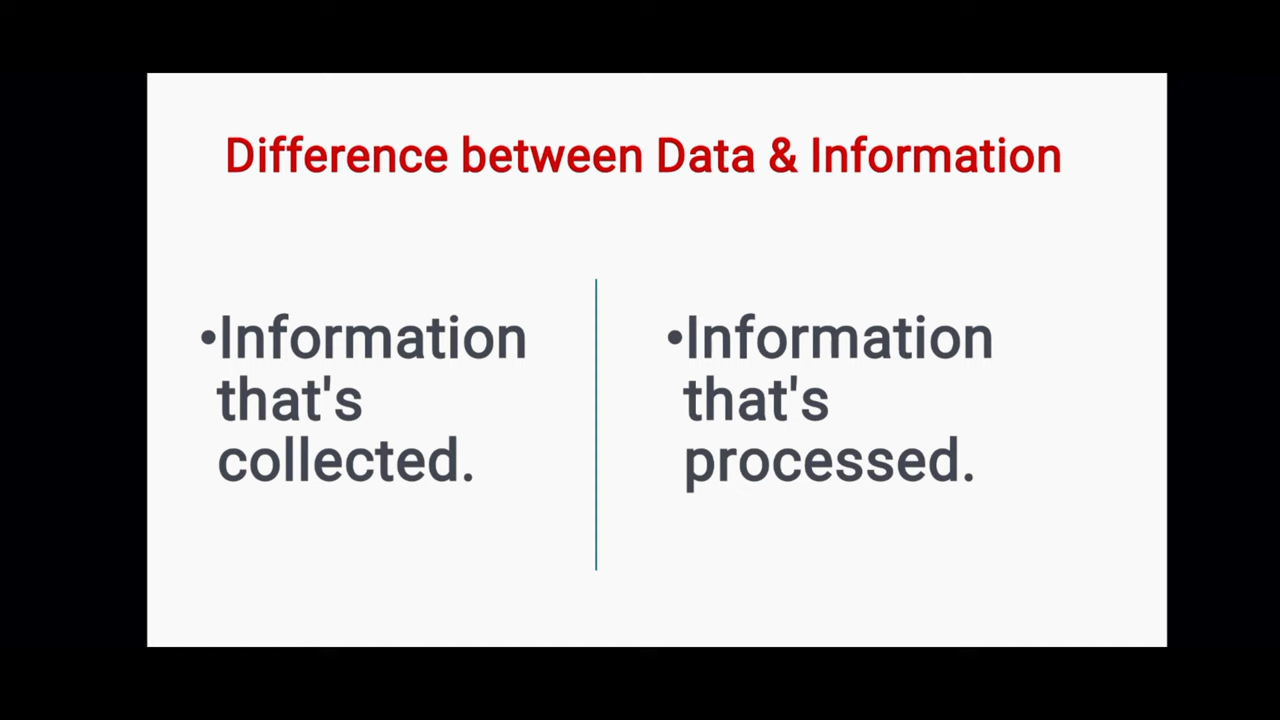 Difference between Data & Information
•Information
that's
collected.
•Information
that's
processed.